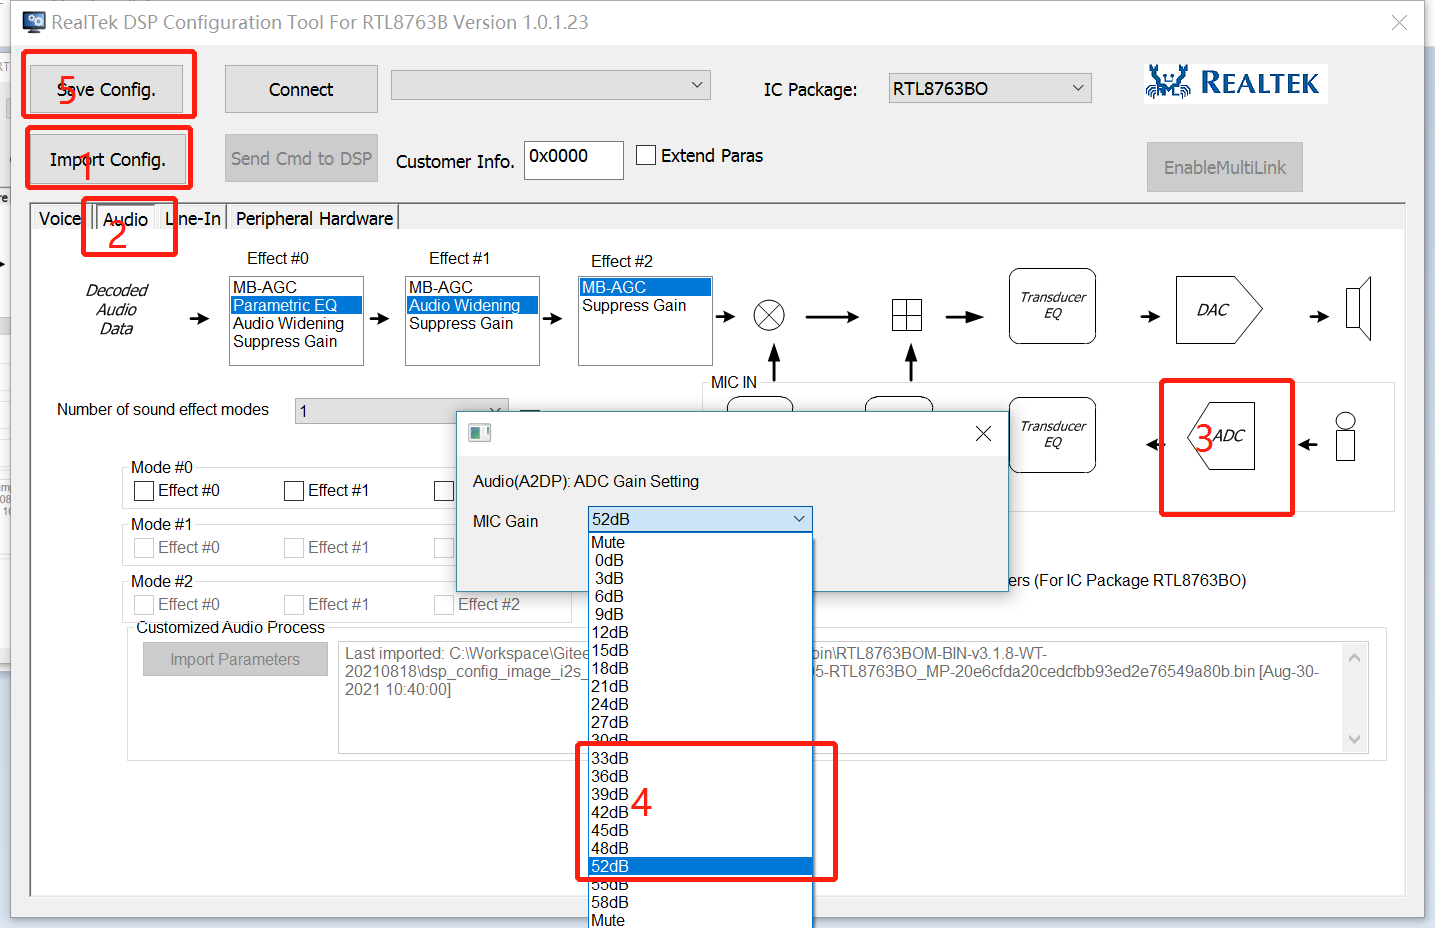 RealTek DSP Configuration Tool For RTL8763B Version 1.0.1.23
Save Config.
5
Connect
IC Package:
RTL8763BO
REALTEK
Import Config.
1
Send Cmd to DSP
Customer Info.
0x0000
Extend Paras
EnableMultiLink
Voice
Audio
2
Line-In
Peripheral Hardware
Effect #0
MB-AGC
Parametric EQ
Audio Widening
Suppress Gain
Effect #1
MB-AGC
Audio Widening
Suppress Gain
Effect #2
MB-AGC
Suppress Gain
Decoded
Audio
Data
Transducer
EQ
DAC
MIC IN
Transducer
EQ
3
ADC
Number of sound effect modes
1
Mode #0
Effect #0
Effect #1
Mode #1
Effect #0
Effect #1
Mode #2
Effect #0
Effect #1
Effect #2
Audio(A2DP): ADC Gain Setting
MIC Gain
52dB
Mute
0dB
3dB
6dB
9dB
12dB
15dB
18dB
21dB
24dB
27dB
30dB
33dB
36dB
39dB
42dB
45dB
48dB
52dB
55dB
58dB
Mute
4
ers (For IC Package RTL8763BO)
Customized Audio Process
Import Parameters
Last imported: C:\Workspace\Gitee bin\RTL8763BOM-BIN-v3.1.8-WT-
20210818\dsp_config_image_i2s_ 05-RTL8763BO_MP-20e6cfda20cedcfbb93ed2e76549a80b.bin [Aug-30-
2021 10:40:00]